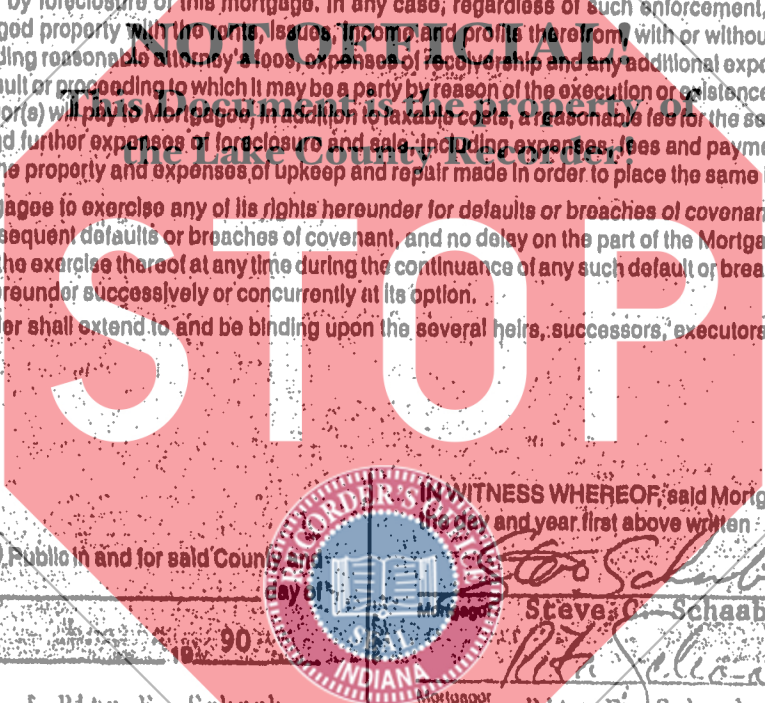 by foreclosure of this mortgage. In any case, regardless of such enforcement,
NOT OFFICIAL!
ged property with the rents, issues, income and profits therefrom, with or withou
ding reasonable attorney's fees, expenses of receivership and any additional expe
ault or proceeding to which it may be a party by reason of the execution or existence
This Document is the property of
or(s) will pay to Mortgagee, in addition to taxable costs, a reasonable fee for the se
d further expenses of foreclosure and sale, including expenses, fees and payme
the Lake County Recorder!
e property and expenses of upkeep and repair made in order to place the same
agee to exercise any of its rights hereunder for defaults or breaches of covenan
sequent defaults or breaches of covenant, and no delay on the part of the Mortga
he exercise thereof at any time during the continuance of any such default or brea
reunder successively or concurrently at its option.
STOP
er shall extend to and be binding upon the several heirs, successors, executors
IN WITNESS WHEREOF, said Mortg
the day and year first above written
RECORDER'S OFFICE
Public in and for said County and
day of
Mortgagor
Steve Schaab
90
SEAL
INDIANA
Mortgagor